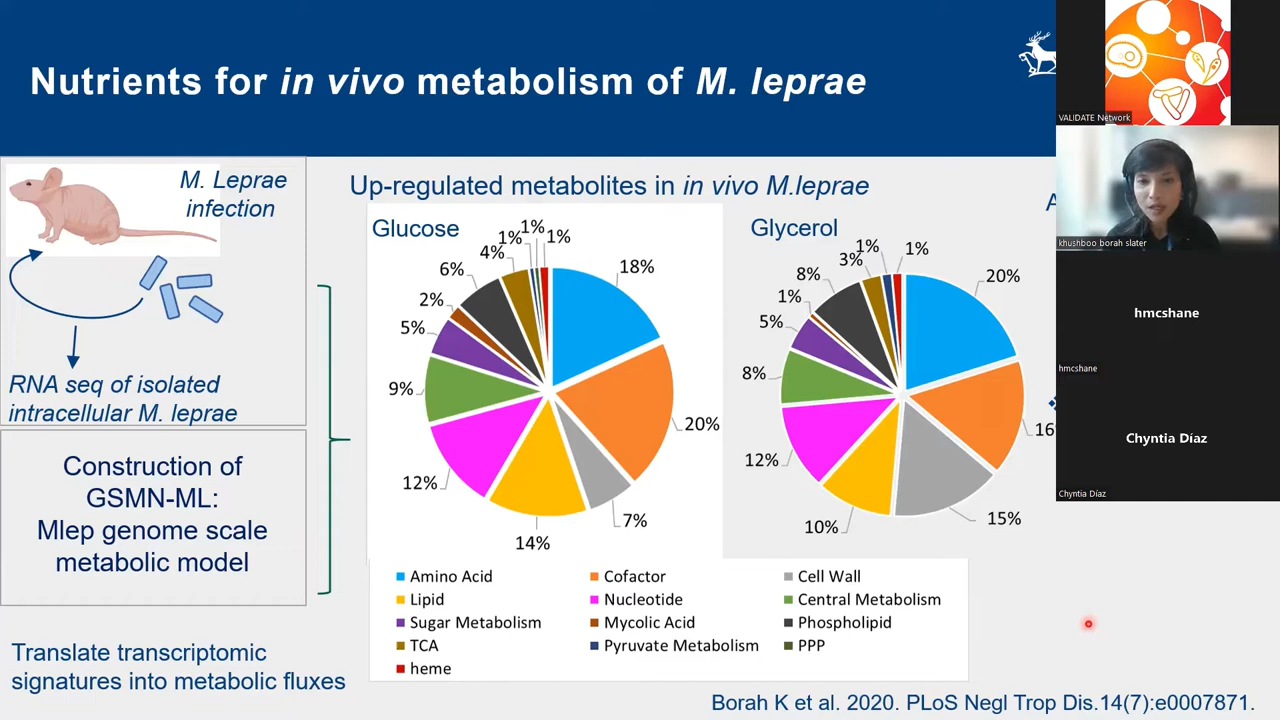 Nutrients for in vivo metabolism of M. leprae
M. Leprae
infection
RNA seq of isolated
intracellular M. leprae
Construction of
GSMN-ML:
Mlep genome scale
metabolic model
Translate transcriptomic
signatures into metabolic fluxes
Up-regulated metabolites in in vivo M.leprae
Glucose
18%
20%
7%
14%
12%
9%
5%
2%
6%
4%
1%
1%
1%
Glycerol
20%
16
15%
10%
12%
8%
5%
1%
8%
3%
1%
1%
Amino Acid
Cofactor
Cell Wall
Lipid
Nucleotide
Central Metabolism
Sugar Metabolism
Mycolic Acid
Phospholipid
TCA
Pyruvate Metabolism
PPP
heme
Borah K et al. 2020. PLoS Negl Trop Dis.14(7):e0007871.
VALIDATE Network
khushboo borah slater
hmcshane
hmcshane
Chyntia Díaz
Chyntia Díaz